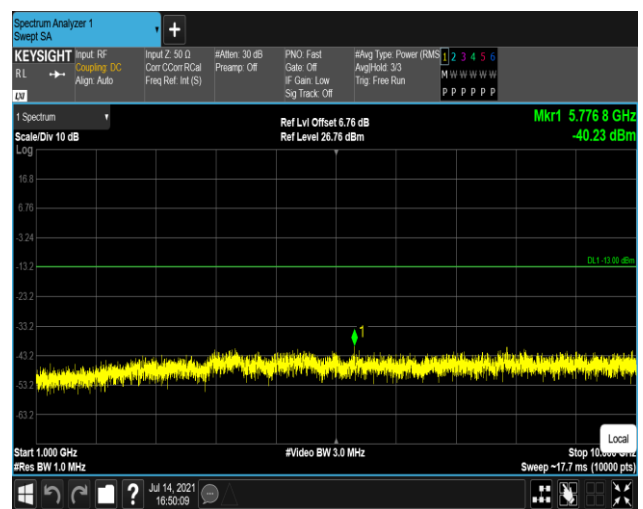 Spectrum Analyzer 1
Swept SA
+
KEYSIGHT Input: RF Input Z: 50 Ω #Atten: 30 dB PNO: Fast #Avg Type: Power (RMS 1 2 3 4 5 6
RL Coupling: DC Corr CCorr RCal Preamp: Off Gate: Off Avg|Hold: 3/3 M W W W W W
Align: Auto Freq Ref: Int (S) IF Gain: Low Trig: Free Run
LXI Sig Track: Off P P P P P P
1 Spectrum Ref Lvl Offset 6.76 dB Mkr1 5.776 8 GHz
Scale/Div 10 dB Ref Level 26.76 dBm -40.23 dBm
Log
16.8
6.76
-3.24
-13.2 DL1 -13.00 dBm
-23.2
-33.2
1
-43.2
-53.2
-63.2
Local
Start 1.000 GHz #Video BW 3.0 MHz Stop 10.000 GHz
#Res BW 1.0 MHz Sweep ~17.7 ms (10000 pts)
? Jul 14, 2021
16:50:09